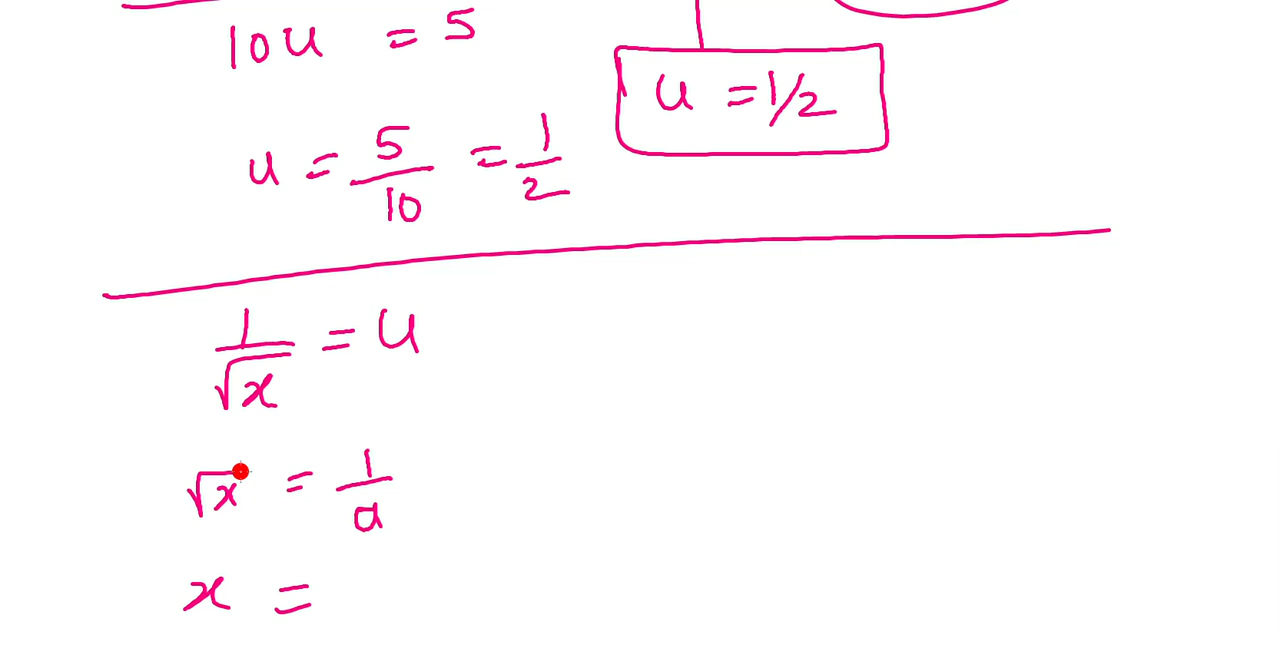 10u = 5
u = 1/2
u = 5/10 = 1/2
1/√x = u
√x = 1/a
x =